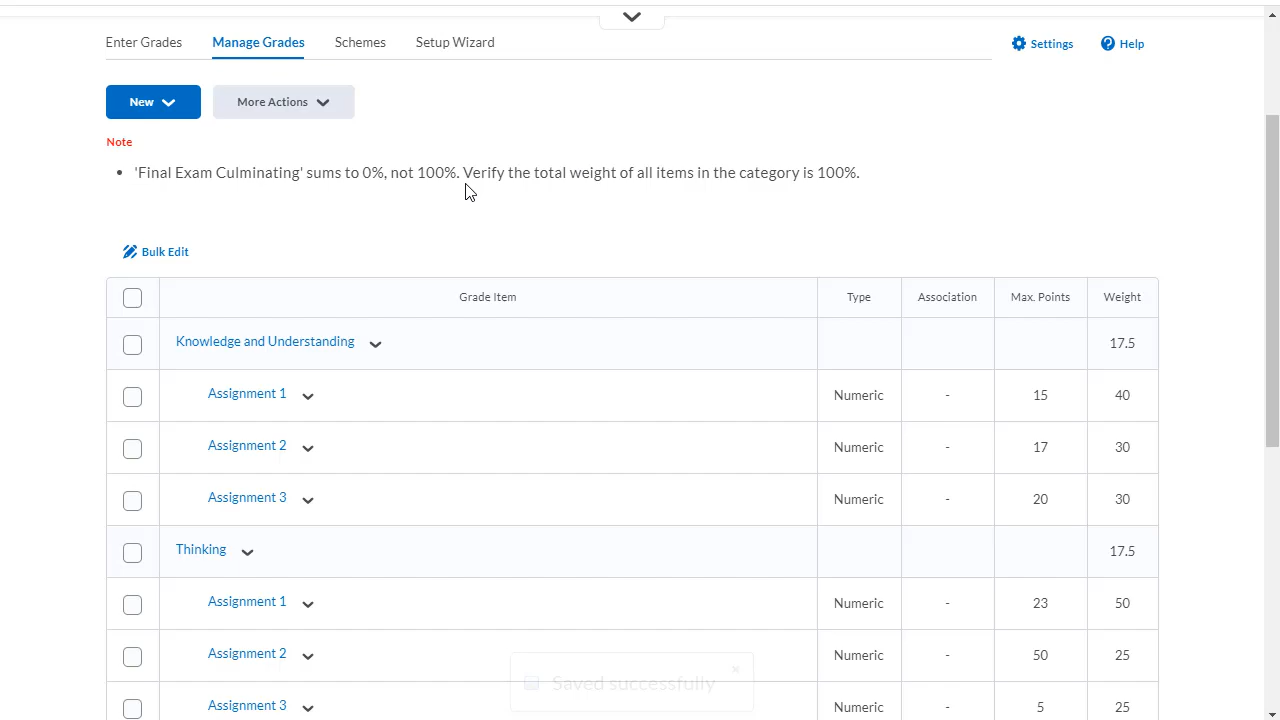 Enter Grades Manage Grades Schemes Setup Wizard Settings Help
New More Actions
Note
• 'Final Exam Culminating' sums to 0%, not 100%. Verify the total weight of all items in the category is 100%.
Bulk Edit
Grade Item Type Association Max. Points Weight
Knowledge and Understanding 17.5
Assignment 1 Numeric - 15 40
Assignment 2 Numeric - 17 30
Assignment 3 Numeric - 20 30
Thinking 17.5
Assignment 1 Numeric - 23 50
Assignment 2 Numeric - 50 25
Saved successfully
Assignment 3 Numeric - 5 25